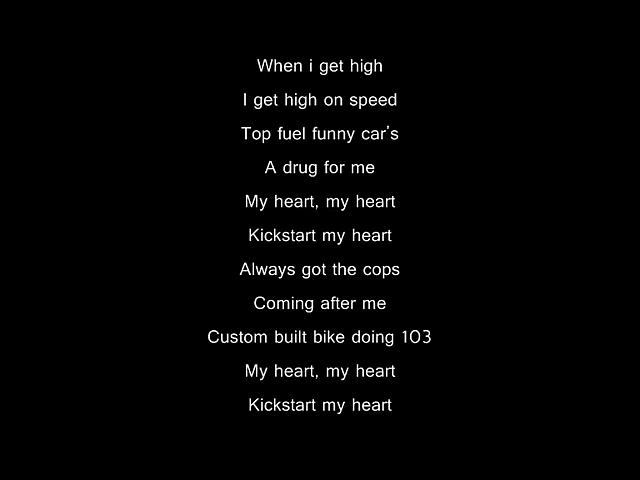 When i get high
I get high on speed
Top fuel funny car's
A drug for me
My heart, my heart
Kickstart my heart
Always got the cops
Coming after me
Custom built bike doing 103
My heart, my heart
Kickstart my heart